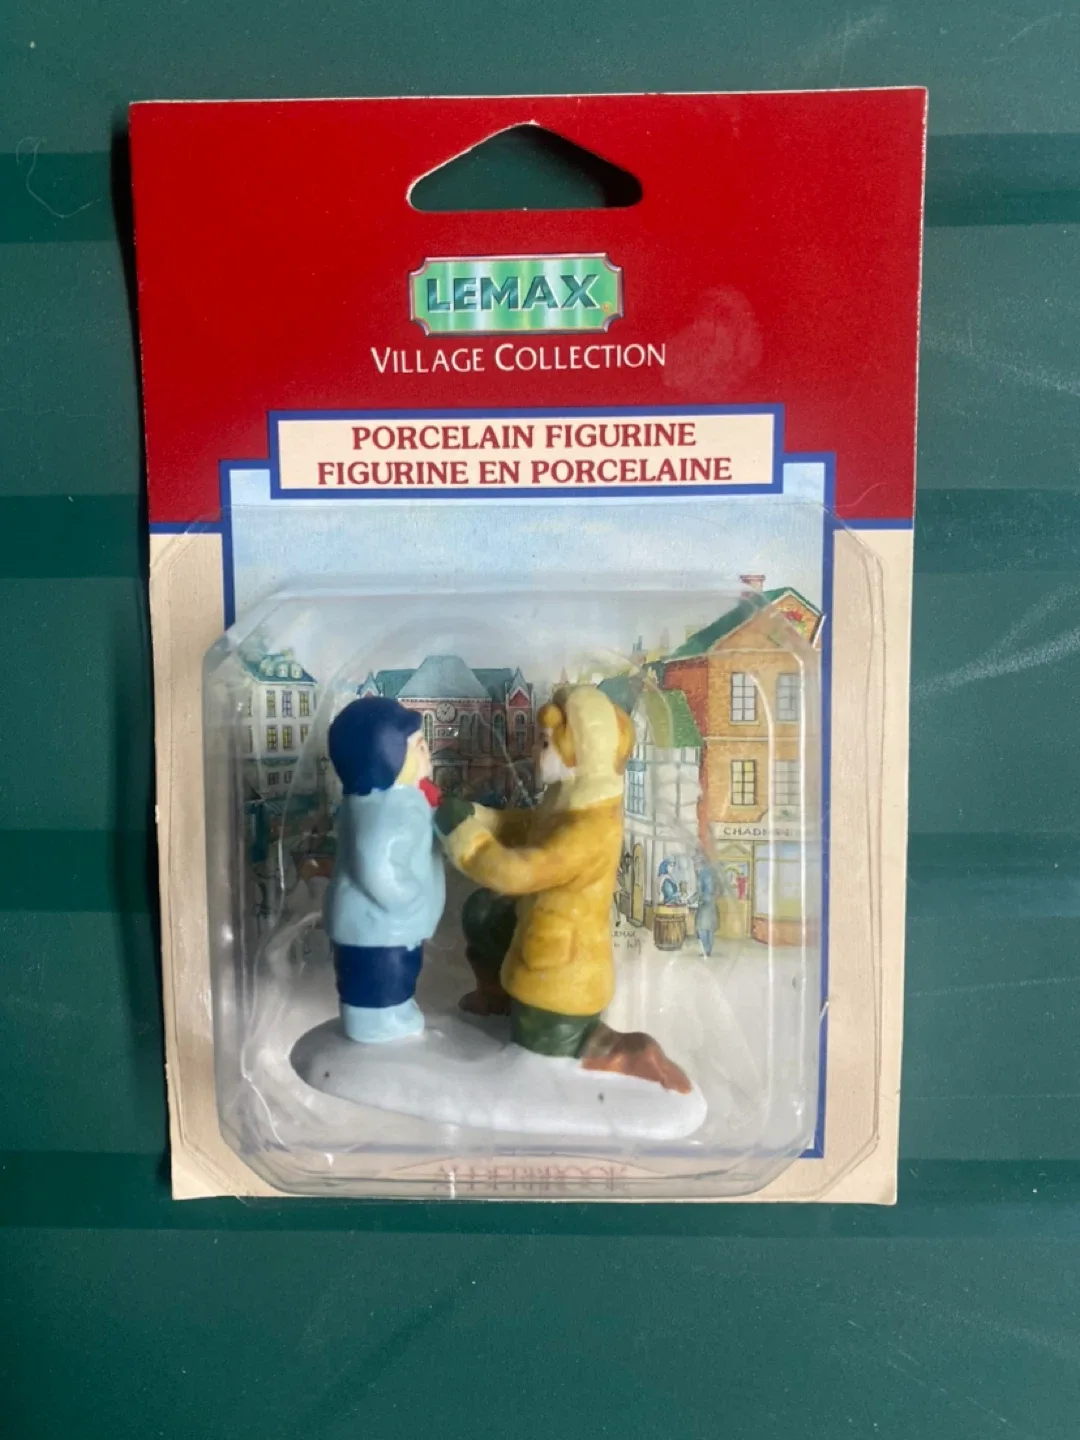 LEMAX
VILLAGE COLLECTION
PORCELAIN FIGURINE
FIGURINE EN PORCELAINE